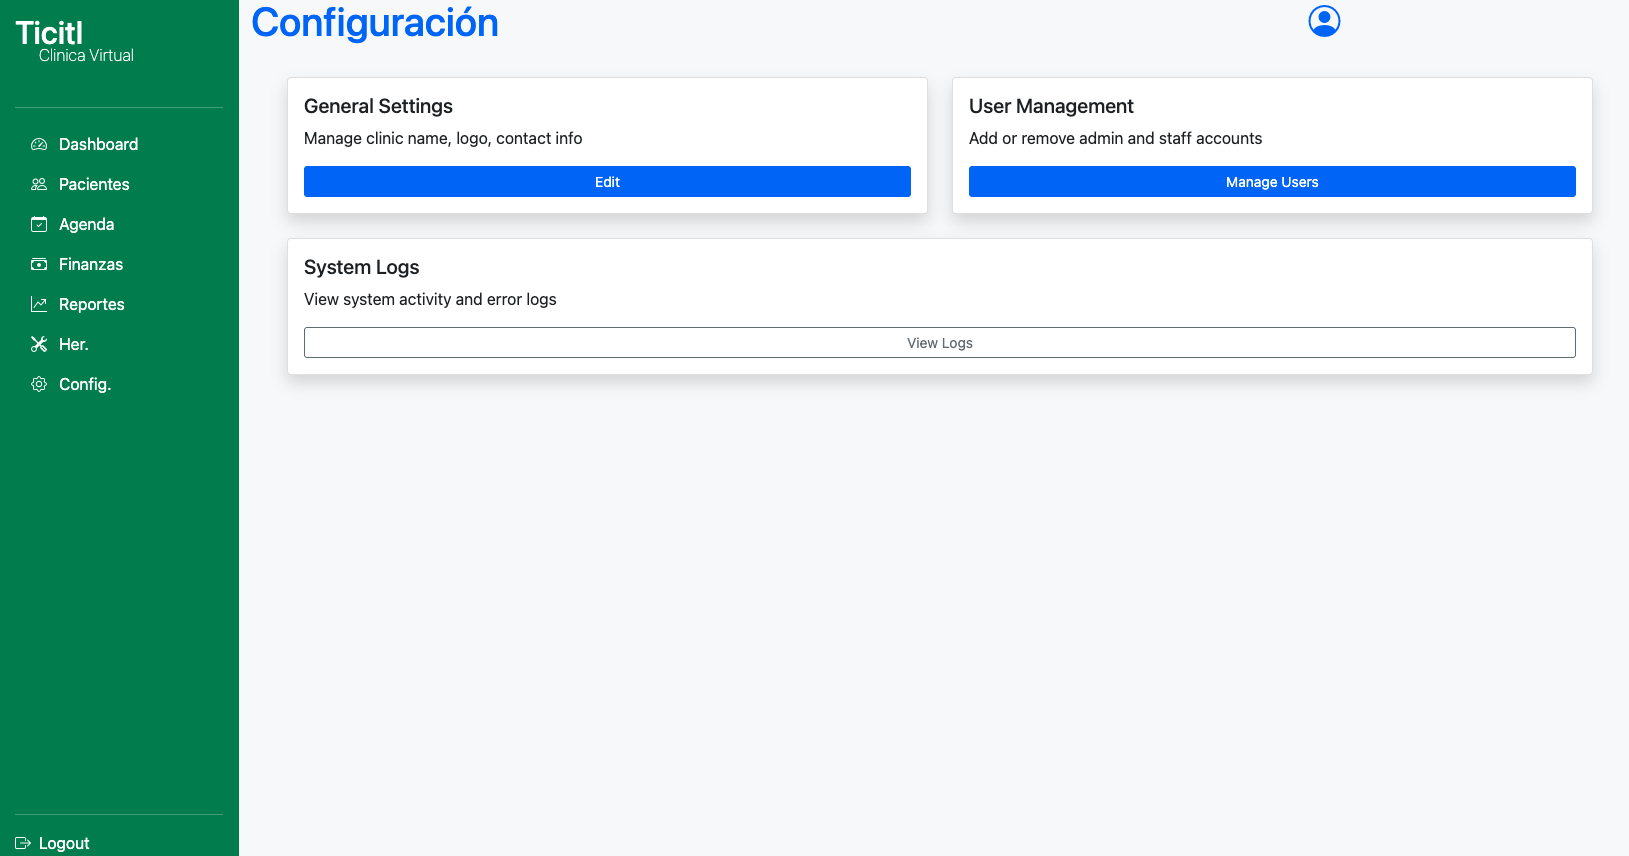 Ticitl
Clinica Virtual
Dashboard
Pacientes
Agenda
Finanzas
Reportes
Her.
Config.
Logout
Configuración
General Settings
Manage clinic name, logo, contact info
Edit
User Management
Add or remove admin and staff accounts
Manage Users
System Logs
View system activity and error logs
View Logs